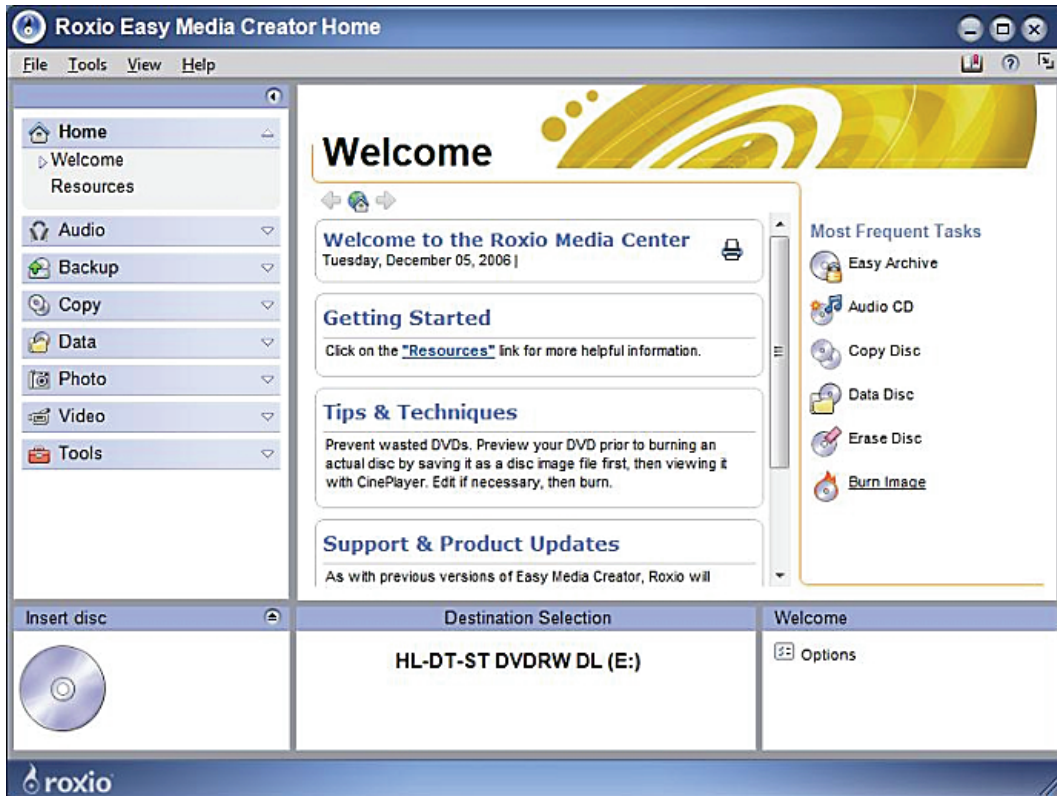 Roxio Easy Media Creator Home
File Tools View Help
Home
Welcome
Resources
Audio
Backup
Copy
Data
Photo
Video
Tools
Welcome
Welcome to the Roxio Media Center
Tuesday, December 05, 2006 |
Getting Started
Click on the "Resources" link for more helpful information.
Tips & Techniques
Prevent wasted DVDs. Preview your DVD prior to burning an
actual disc by saving it as a disc image file first, then viewing it
with CinePlayer. Edit if necessary, then burn.
Support & Product Updates
As with previous versions of Easy Media Creator, Roxio will
Most Frequent Tasks
Easy Archive
Audio CD
Copy Disc
Data Disc
Erase Disc
Burn Image
Insert disc
Destination Selection
HL-DT-ST DVDRW DL (E:)
Welcome
Options
roxio